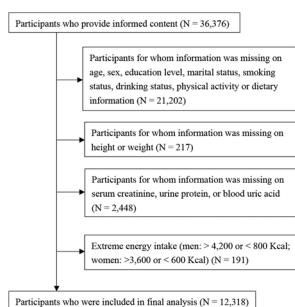 Participants who provide informed content (N = 36,376)
Participants for whom information was missing on
age, sex, education level, marital status, smoking
status, drinking status, physical activity or dietary
information (N = 21,202)
Participants for whom information was missing on
height or weight (N = 217)
Participants for whom information was missing on
serum creatinine, urine protein, or blood uric acid
(N = 2,448)
Extreme energy intake (men: > 4,200 or < 800 Kcal;
women: >3,600 or < 600 Kcal) (N = 191)
Participants who were included in final analysis (N = 12,318)